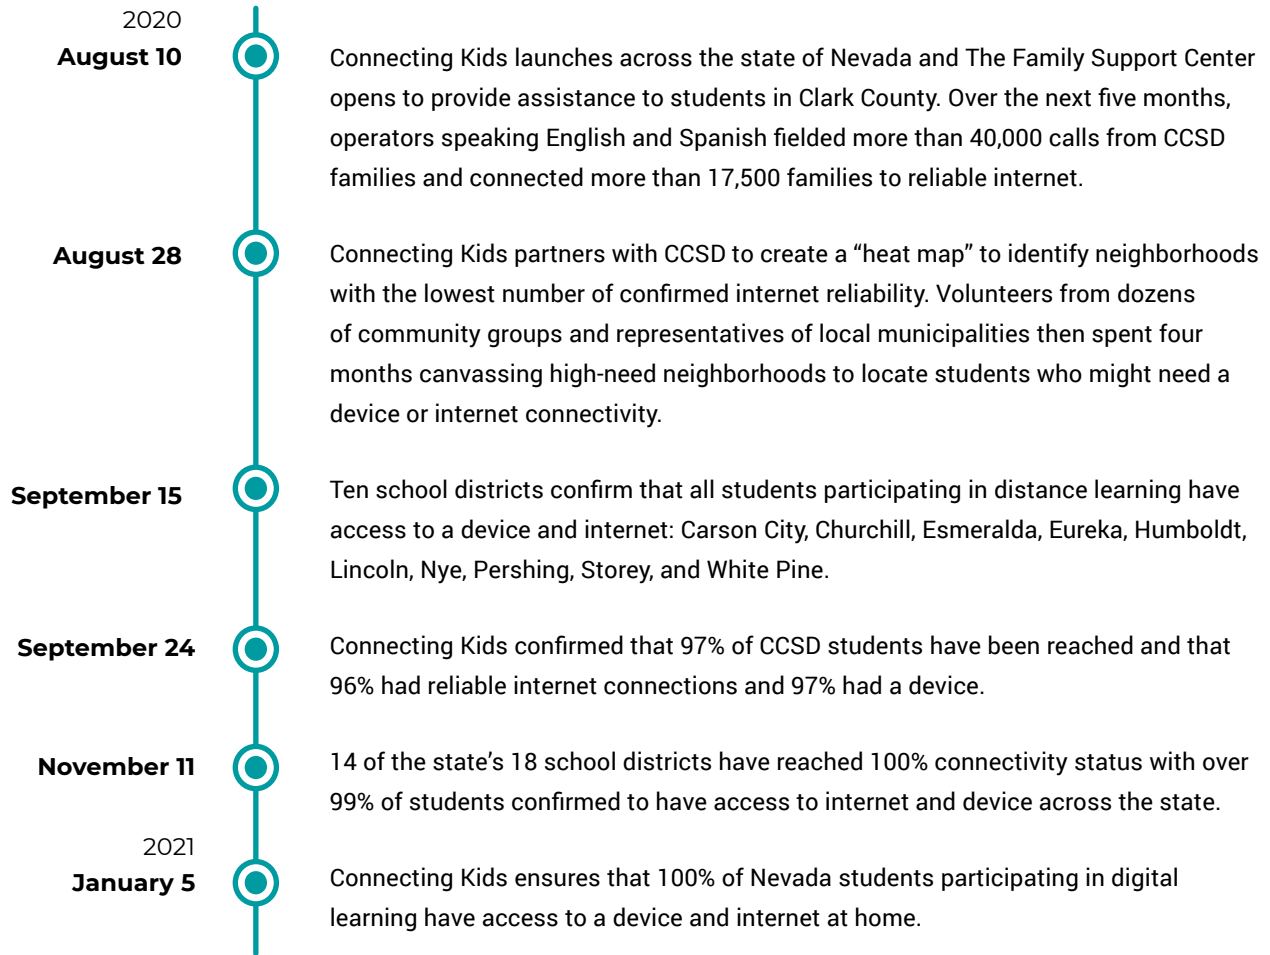 2020
August 10
Connecting Kids launches across the state of Nevada and The Family Support Center
opens to provide assistance to students in Clark County. Over the next five months,
operators speaking English and Spanish fielded more than 40,000 calls from CCSD
families and connected more than 17,500 families to reliable internet.
August 28
Connecting Kids partners with CCSD to create a “heat map” to identify neighborhoods
with the lowest number of confirmed internet reliability. Volunteers from dozens
of community groups and representatives of local municipalities then spent four
months canvassing high-need neighborhoods to locate students who might need a
device or internet connectivity.
September 15
Ten school districts confirm that all students participating in distance learning have
access to a device and internet: Carson City, Churchill, Esmeralda, Eureka, Humboldt,
Lincoln, Nye, Pershing, Storey, and White Pine.
September 24
Connecting Kids confirmed that 97% of CCSD students have been reached and that
96% had reliable internet connections and 97% had a device.
November 11
14 of the state’s 18 school districts have reached 100% connectivity status with over
99% of students confirmed to have access to internet and device across the state.
2021
January 5
Connecting Kids ensures that 100% of Nevada students participating in digital
learning have access to a device and internet at home.